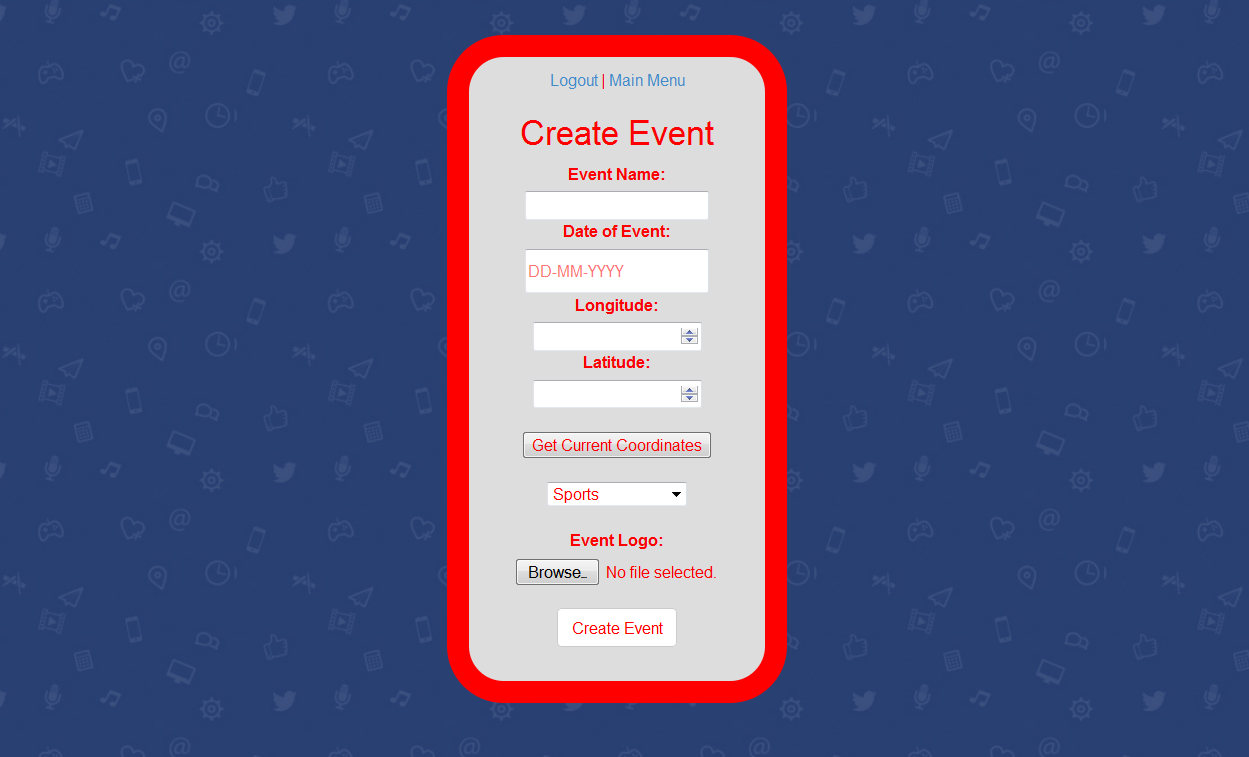 Logout | Main Menu
Create Event
Event Name:
Date of Event:
DD-MM-YYYY
Longitude:
Latitude:
Get Current Coordinates
Sports
Event Logo:
Browse... No file selected.
Create Event